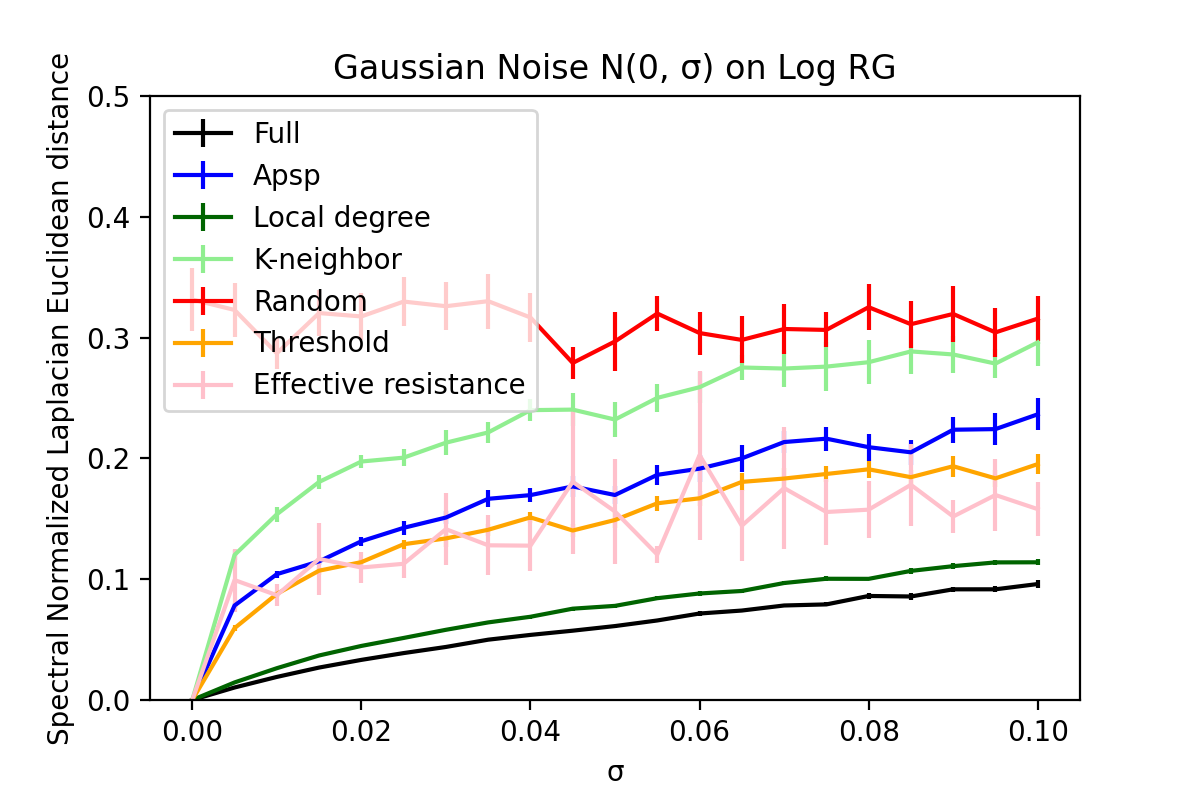 Gaussian Noise N(0, σ) on Log RG
Spectral Normalized Laplacian Euclidean distance
0.5
0.4
0.3
0.2
0.1
0.0
Full
Apsp
Local degree
K-neighbor
Random
Threshold
Effective resistance
0.00 0.02 0.04 0.06 0.08 0.10
σ